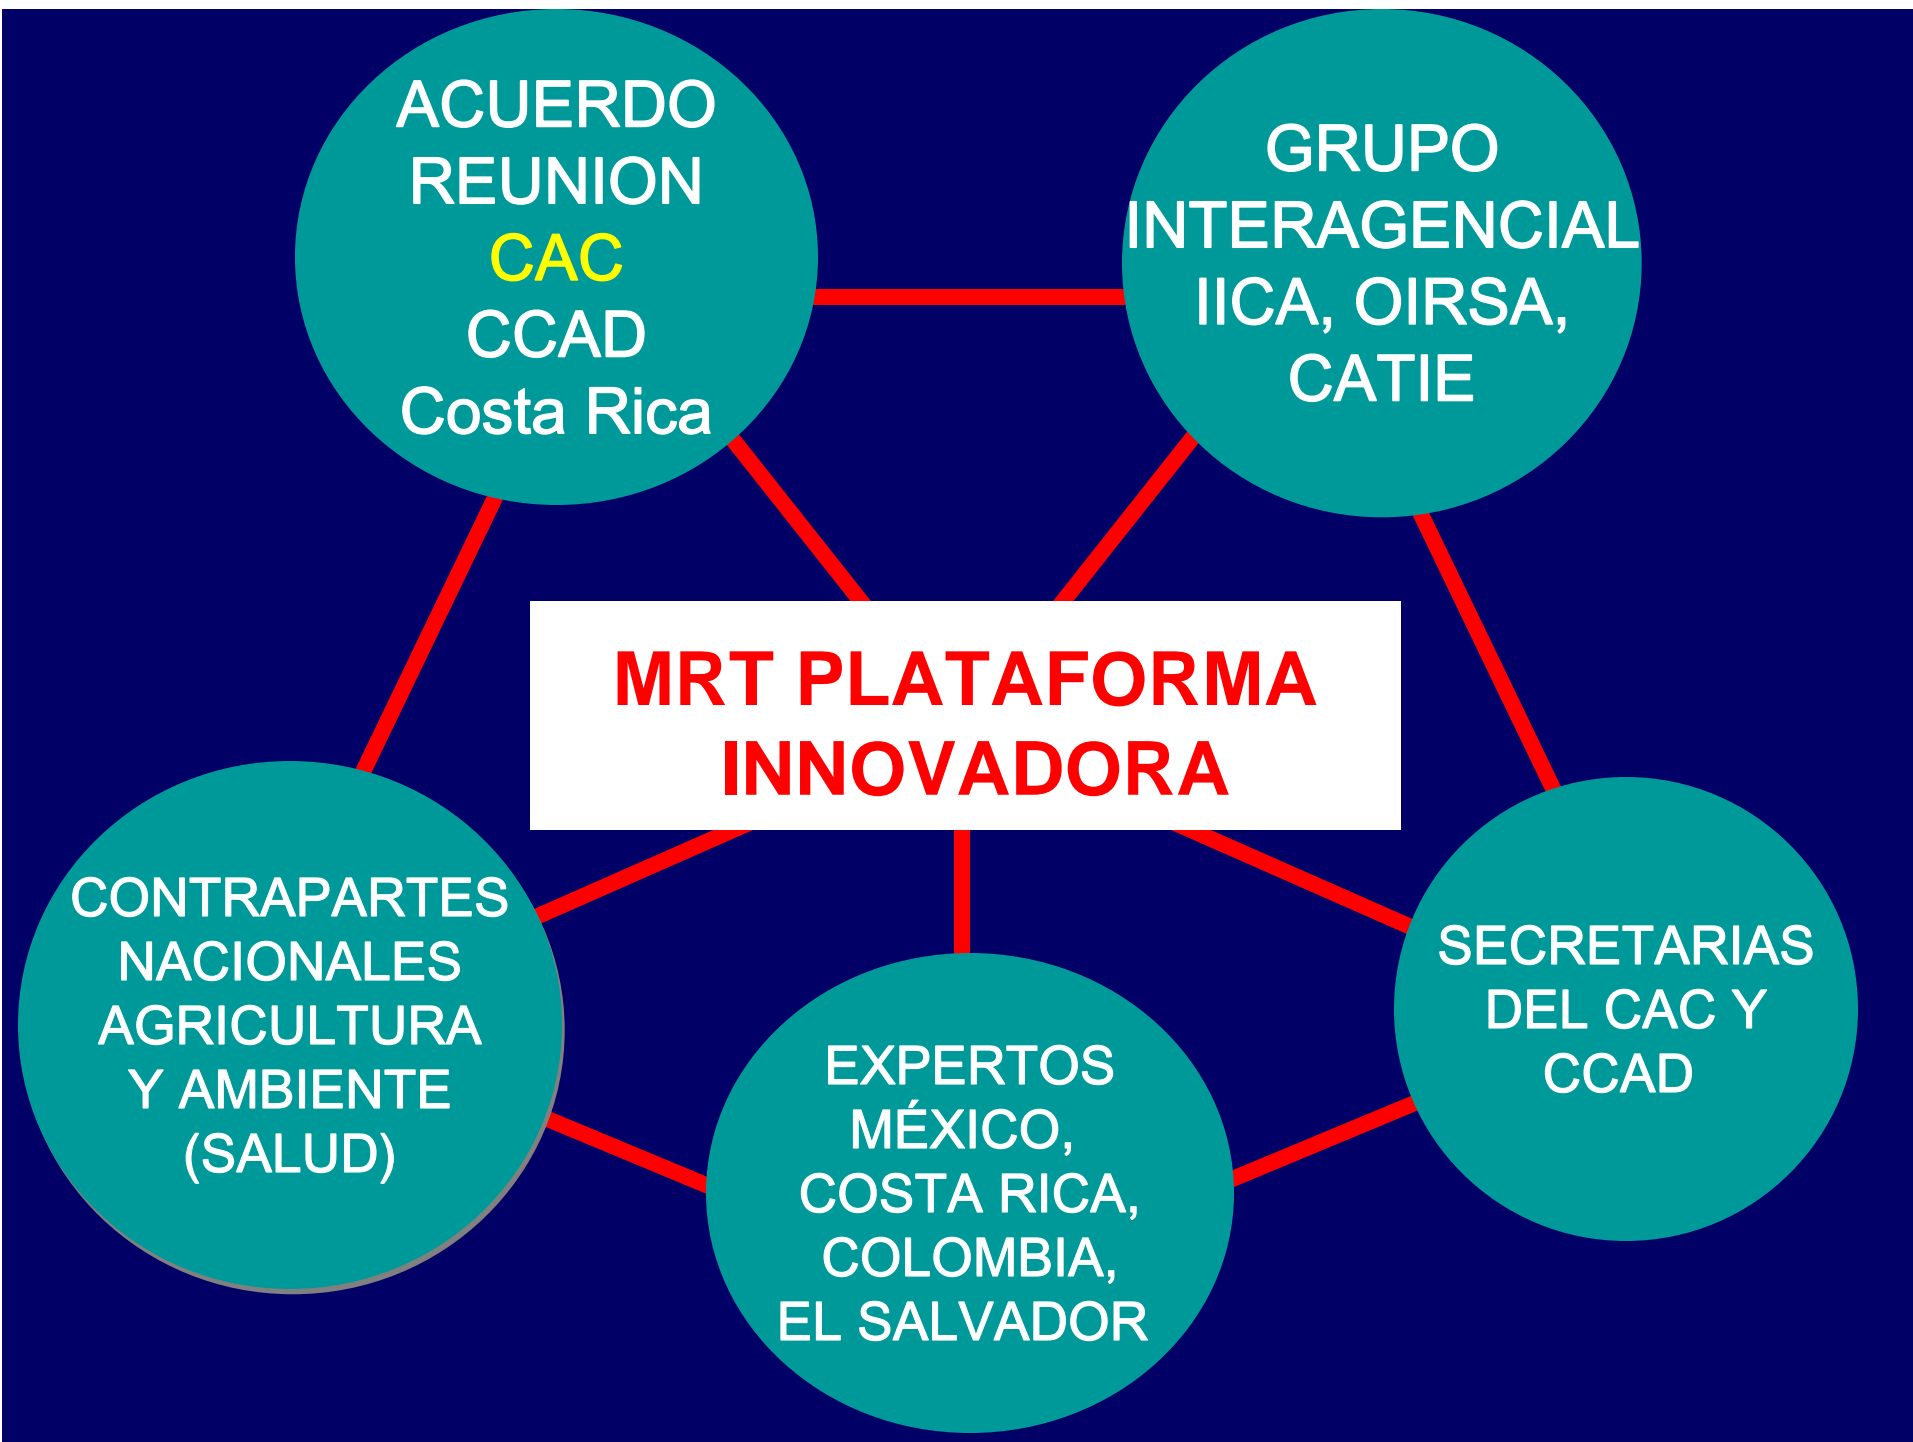 ACUERDO
REUNION
CAC
CCAD
Costa Rica
GRUPO
INTERAGENCIAL
IICA, OIRSA,
CATIE
MRT PLATAFORMA
INNOVADORA
CONTRAPARTES
NACIONALES
AGRICULTURA
Y AMBIENTE
(SALUD)
EXPERTOS
MÉXICO,
COSTA RICA,
COLOMBIA,
EL SALVADOR
SECRETARIAS
DEL CAC Y
CCAD